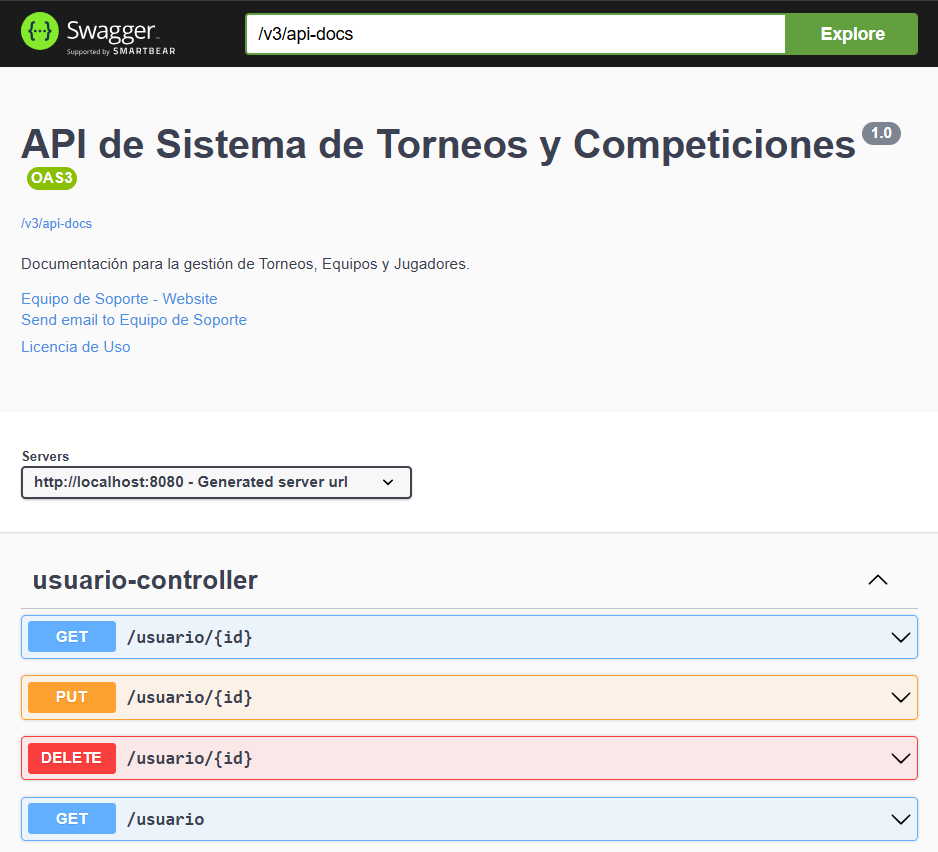 Swagger
Supported by SMARTBEAR
/v3/api-docs
Explore
API de Sistema de Torneos y Competiciones 1.0
OAS3
/v3/api-docs
Documentación para la gestión de Torneos, Equipos y Jugadores.
Equipo de Soporte - Website
Send email to Equipo de Soporte
Licencia de Uso
Servers
http://localhost:8080 - Generated server url
usuario-controller
GET /usuario/{id}
PUT /usuario/{id}
DELETE /usuario/{id}
GET /usuario